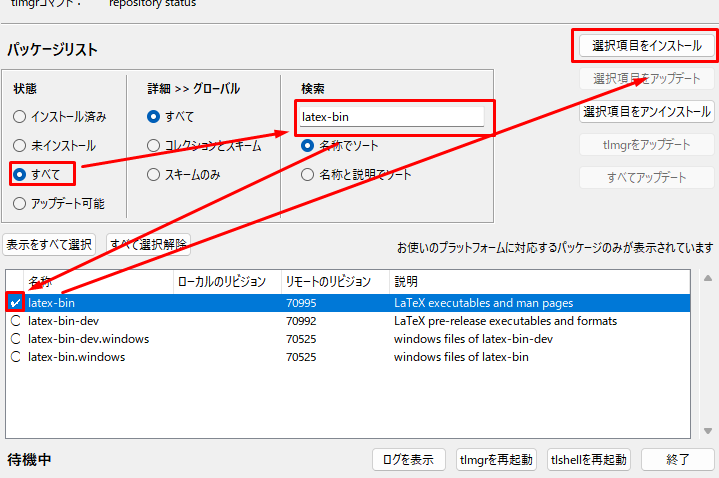 tlmgrコマンド： repository status
パッケージリスト
選択項目をインストール
選択項目をアップデート
選択項目をアンインストール
tlmgrをアップデート
すべてアップデート
状態
インストール済み
未インストール
すべて
アップデート可能
詳細 >> グローバル
すべて
コレクションとスキーム
スキームのみ
検索
latex-bin
名称でソート
名称と説明でソート
表示をすべて選択 すべて選択解除
お使いのプラットフォームに対応するパッケージのみが表示されています
名称 ローカルのリビジョン リモートのリビジョン 説明
latex-bin 70995 LaTeX executables and man pages
latex-bin-dev 70992 LaTeX pre-release executables and formats
latex-bin-dev.windows 70525 windows files of latex-bin-dev
latex-bin.windows 70525 windows files of latex-bin
待機中 ログを表示 tlmgrを再起動 tlshellを再起動 終了